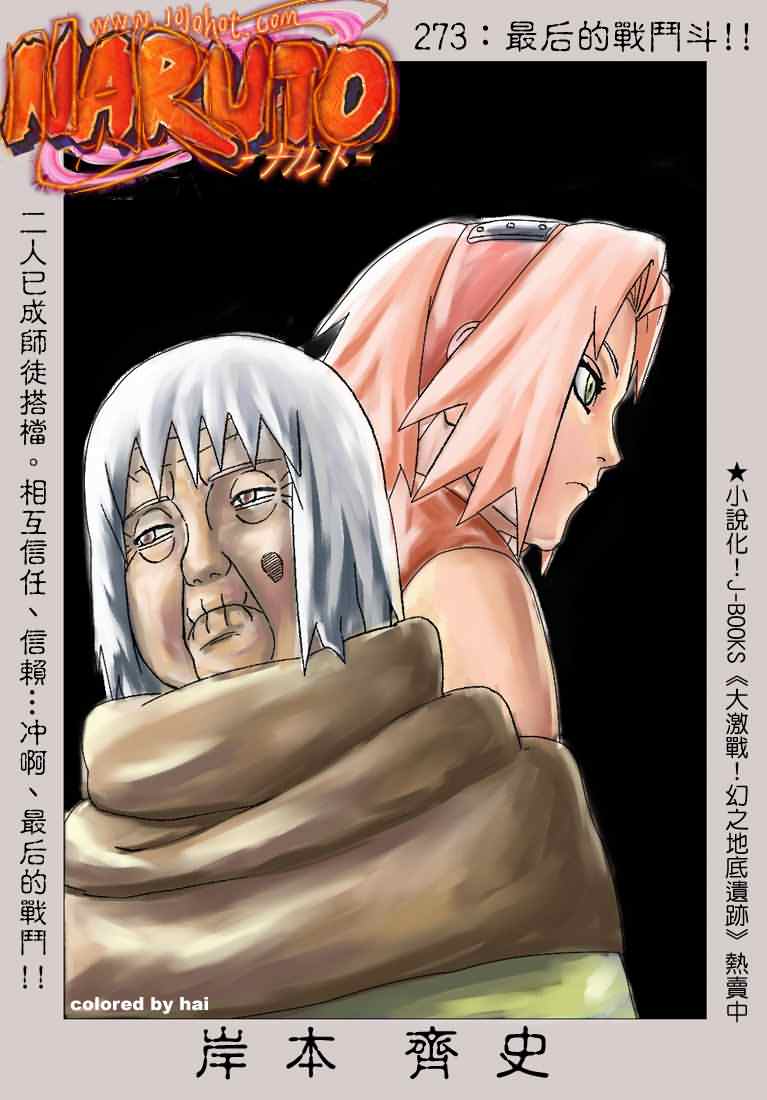 www.jojohot.com
NARUTO
-ナルト-
273：最后的戰鬥斗!!
二人已成師徒搭檔。相互信任、信賴…冲啊、最后的戰鬥!!
★小說化！J-BOOKS《大激戰！幻之地底遺跡》熱賣中
colored by hai
岸本 齊史